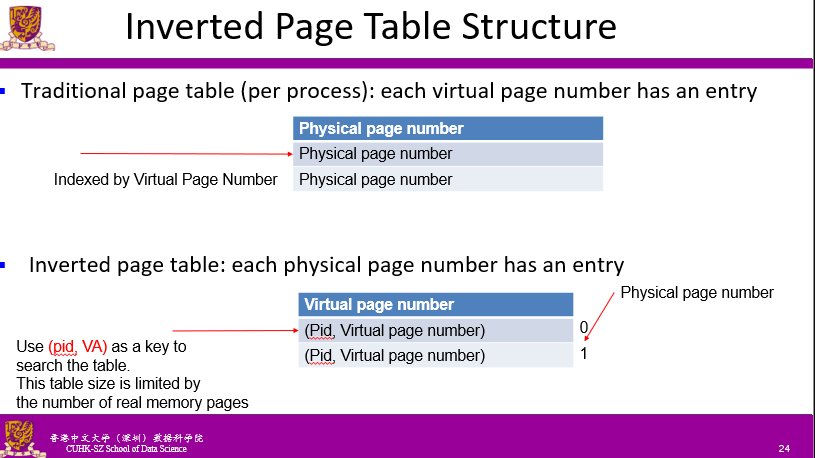 Inverted Page Table Structure
Traditional page table (per process): each virtual page number has an entry
Physical page number
Physical page number
Indexed by Virtual Page Number
Physical page number
Inverted page table: each physical page number has an entry
Physical page number
Virtual page number
(Pid, Virtual page number)
0
(Pid, Virtual page number)
1
Use (pid, VA) as a key to
search the table.
This table size is limited by
the number of real memory pages
香港中文大学（深圳）数据科学院
CUHK-SZ School of Data Science
24